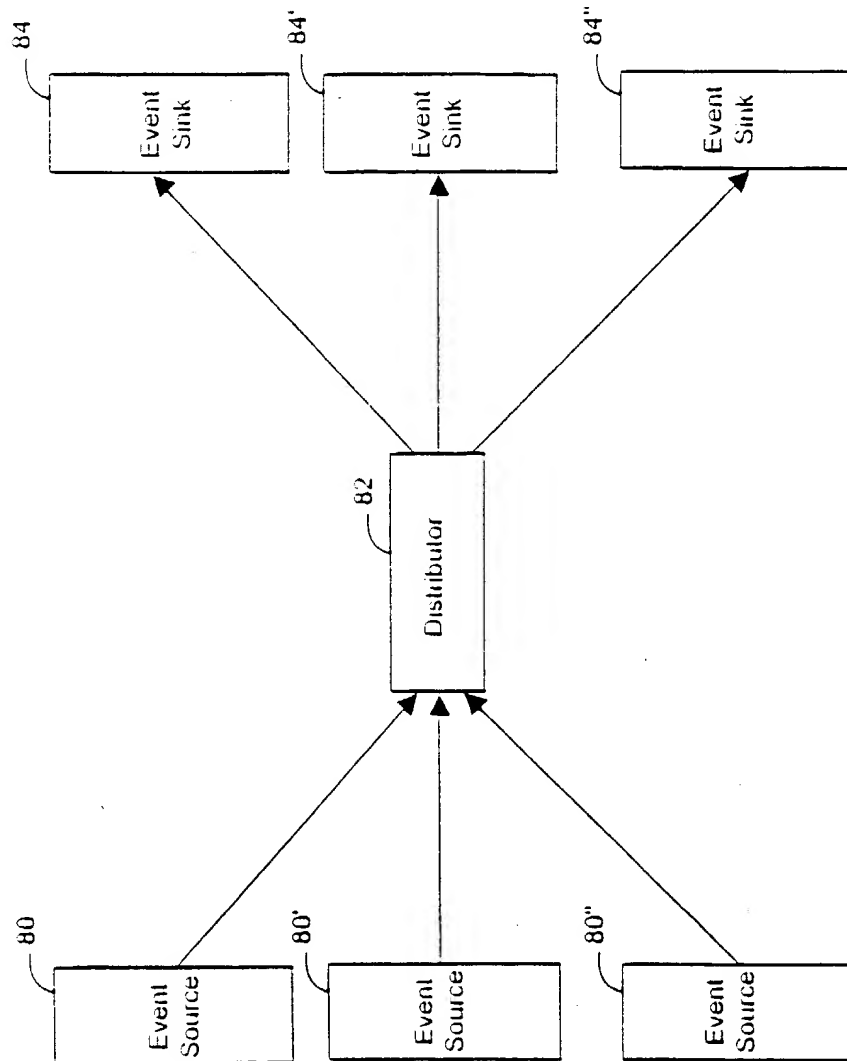 80
Event
Source
80'
Event
Source
80"
Event
Source
82
Distributor
84
Event
Sink
84'
Event
Sink
84"
Event
Sink